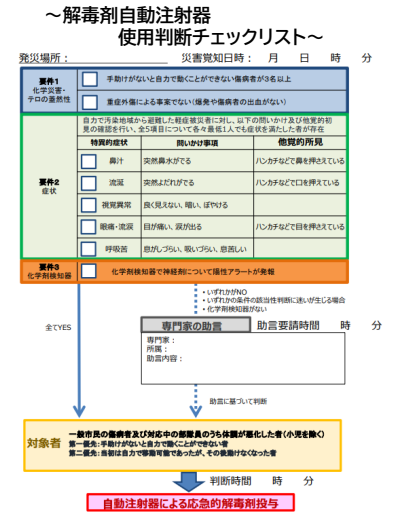 ～解毒剤自動注射器
使用判断チェックリスト～
発災場所： 災害覚知日時： 月 日 時 分
要件1
化学災害・
テロの蓋然性
手助けがないと自力で動くことができない傷病者が3名以上
重症外傷による事案でない（爆発や傷病者の出血がない）
要件2
症状
自力で汚染地域から避難した軽症被災者に対し、以下の問いかけ及び他覚的初
見の確認を行い、全5項目について各々最低1人でも症状を満たした者が存在
特異的症状 問いかけ事項 他覚的所見
鼻汁 突然鼻水がでる ハンカチなどで鼻を押さえている
流涎 突然よだれがでる ハンカチなどで口を押えている
視覚異常 良く見えない、暗い、ぼやける
眼痛・流涙 目が痛い、涙が出る ハンカチなどで目を押さえている
呼吸苦 息がしづらい、吸いづらい、息苦しい
要件3
化学剤検知器
化学剤検知器で神経剤について陽性アラートが発報
・いずれかがNO
・いずれかの条件の該当性判断に迷いが生じる場合
・化学剤検知器がない
全てYES
専門家の助言 助言要請時間 時 分
専門家：
所属：
助言内容：
助言に基づいて判断
対象者
一般市民の傷病者及び対応中の部隊員のうち体調が悪化した者（小児を除く）
第一優先：手助けがないと自力で動くことができない者
第二優先：当初は自力で移動可能であったが、その後動けなくなった者
判断時間 時 分
自動注射器による応急的解毒剤投与